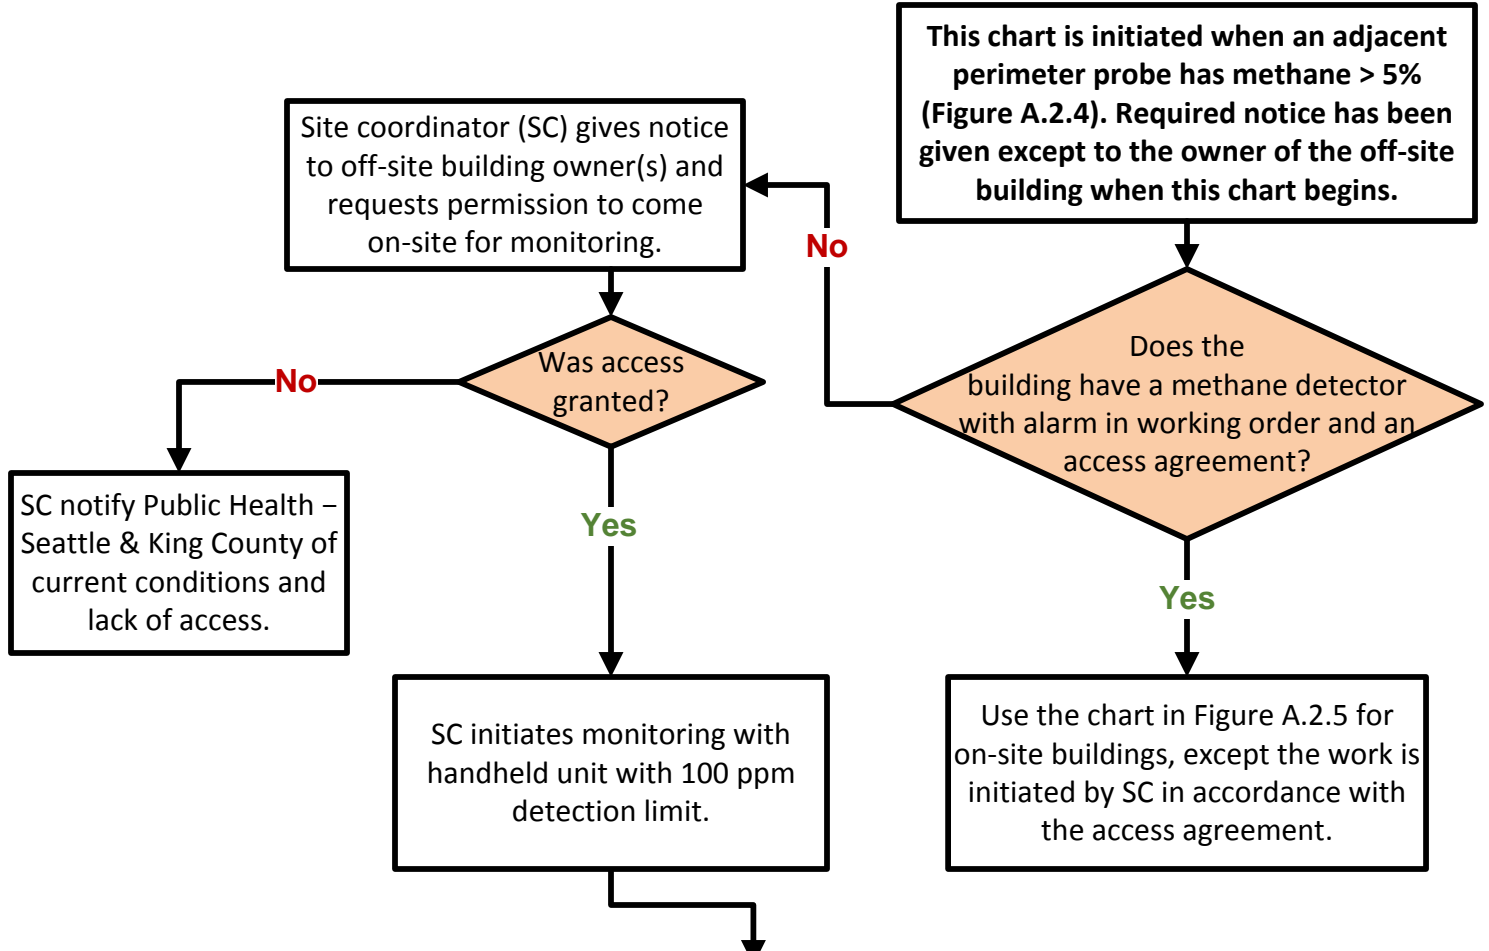 This chart is initiated when an adjacent
perimeter probe has methane > 5%
(Figure A.2.4). Required notice has been
given except to the owner of the off-site
building when this chart begins.
Site coordinator (SC) gives notice
to off-site building owner(s) and
requests permission to come
on-site for monitoring.
No
Does the
building have a methane detector
with alarm in working order and an
access agreement?
Was access
granted?
No
SC notify Public Health –
Seattle & King County of
current conditions and
lack of access.
Yes
Yes
SC initiates monitoring with
handheld unit with 100 ppm
detection limit.
Use the chart in Figure A.2.5 for
on-site buildings, except the work is
initiated by SC in accordance with
the access agreement.